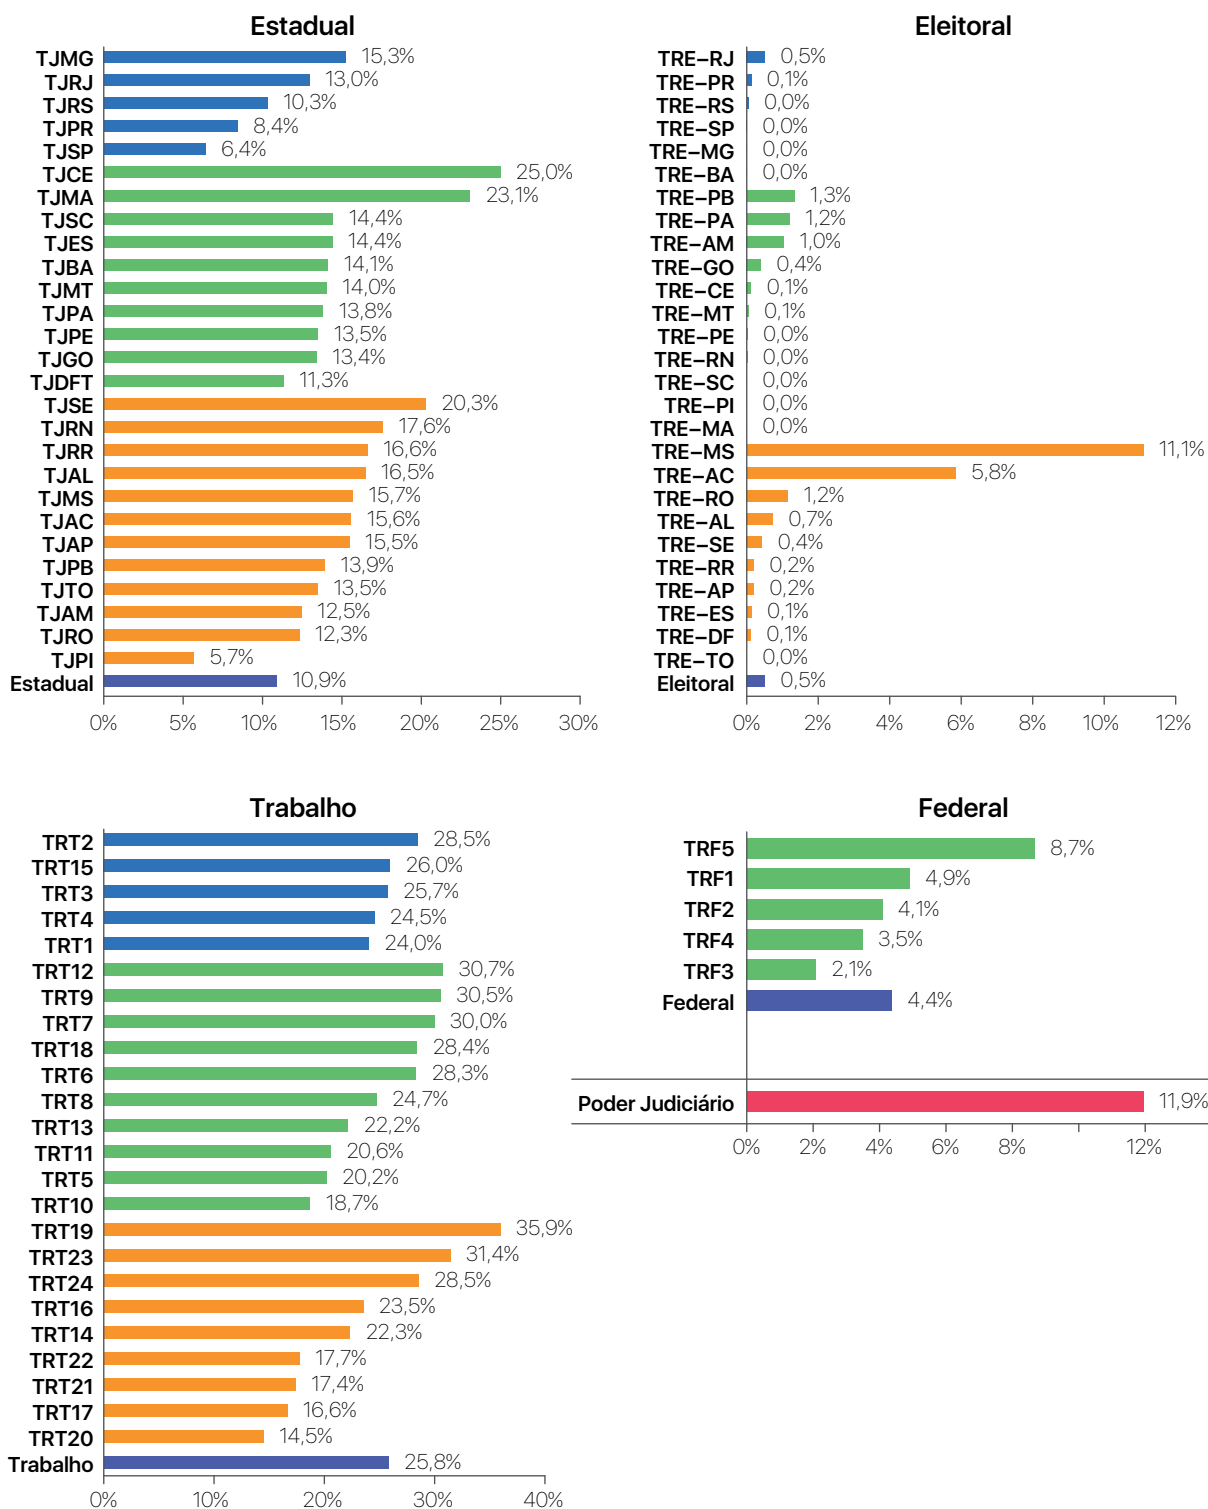 Estadual
TJMG 15,3%
TJRJ 13,0%
TJRS 10,3%
TJPR 8,4%
TJSP 6,4%
TJCE 25,0%
TJMA 23,1%
TJSC 14,4%
TJES 14,4%
TJBA 14,1%
TJMT 14,0%
TJPA 13,8%
TJPE 13,5%
TJGO 13,4%
TJDFT 11,3%
TJSE 20,3%
TJRN 17,6%
TJRR 16,6%
TJAL 16,5%
TJMS 15,7%
TJAC 15,6%
TJAP 15,5%
TJPB 13,9%
TJTO 13,5%
TJAM 12,5%
TJRO 12,3%
TJPI 5,7%
Estadual 10,9%
0% 5% 10% 15% 20% 25% 30%
Eleitoral
TRE–RJ 0,5%
TRE–PR 0,1%
TRE–RS 0,0%
TRE–SP 0,0%
TRE–MG 0,0%
TRE–BA 0,0%
TRE–PB 1,3%
TRE–PA 1,2%
TRE–AM 1,0%
TRE–GO 0,4%
TRE–CE 0,1%
TRE–MT 0,1%
TRE–PE 0,0%
TRE–RN 0,0%
TRE–SC 0,0%
TRE–PI 0,0%
TRE–MA 0,0%
TRE–MS 11,1%
TRE–AC 5,8%
TRE–RO 1,2%
TRE–AL 0,7%
TRE–SE 0,4%
TRE–RR 0,2%
TRE–AP 0,2%
TRE–ES 0,1%
TRE–DF 0,1%
TRE–TO 0,0%
Eleitoral 0,5%
0% 2% 4% 6% 8% 10% 12%
Trabalho
TRT2 28,5%
TRT15 26,0%
TRT3 25,7%
TRT4 24,5%
TRT1 24,0%
TRT12 30,7%
TRT9 30,5%
TRT7 30,0%
TRT18 28,4%
TRT6 28,3%
TRT8 24,7%
TRT13 22,2%
TRT11 20,6%
TRT5 20,2%
TRT10 18,7%
TRT19 35,9%
TRT23 31,4%
TRT24 28,5%
TRT16 23,5%
TRT14 22,3%
TRT22 17,7%
TRT21 17,4%
TRT17 16,6%
TRT20 14,5%
Trabalho 25,8%
0% 10% 20% 30% 40%
Federal
TRF5 8,7%
TRF1 4,9%
TRF2 4,1%
TRF4 3,5%
TRF3 2,1%
Federal 4,4%
Poder Judiciário 11,9%
0% 2% 4% 6% 8% 12%